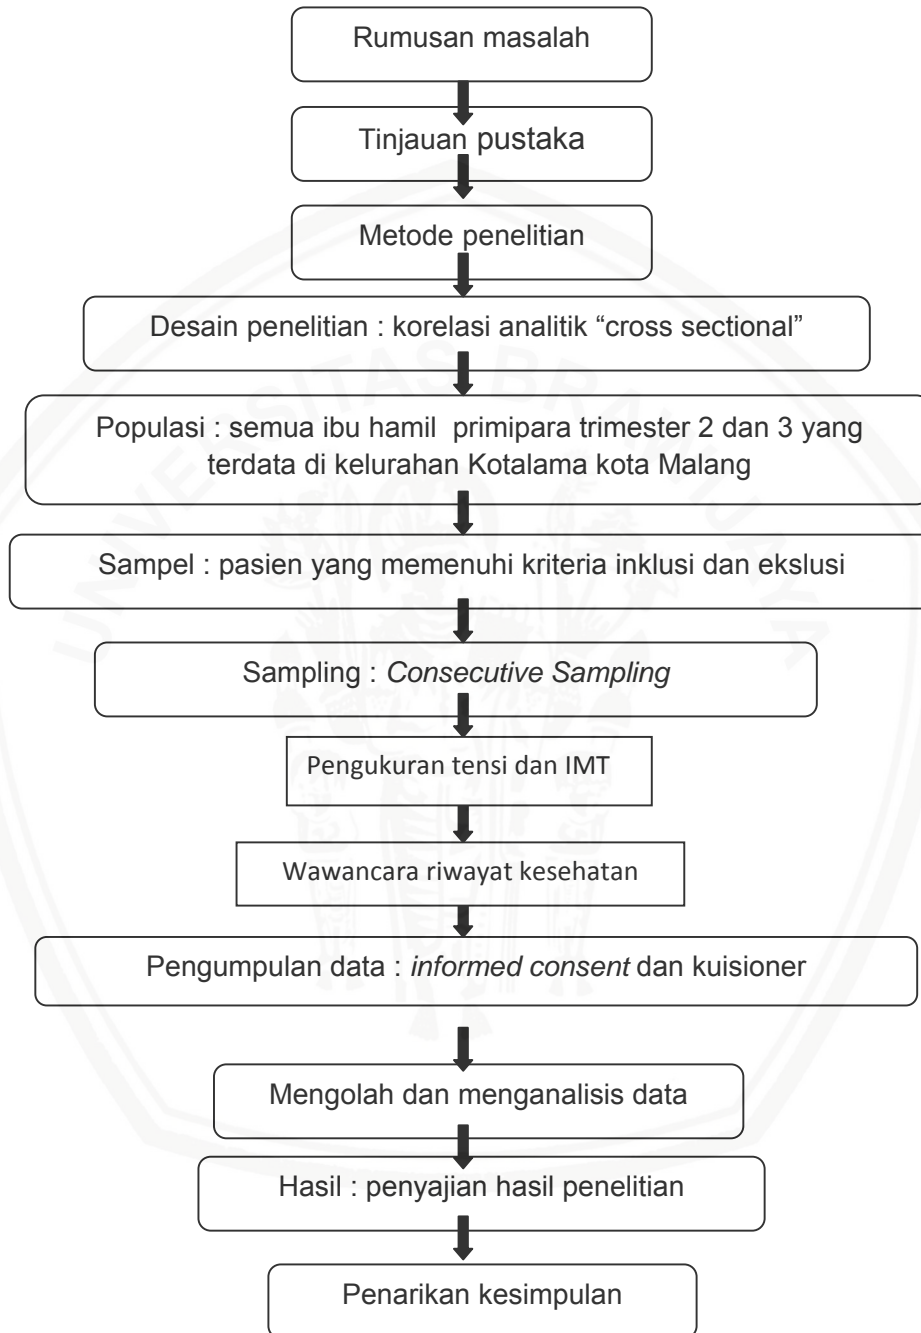 Rumusan masalah
Tinjauan pustaka
Metode penelitian
Desain penelitian : korelasi analitik “cross sectional”
Populasi : semua ibu hamil primipara trimester 2 dan 3 yang
terdata di kelurahan Kotalama kota Malang
Sampel : pasien yang memenuhi kriteria inklusi dan ekslusi
Sampling : Consecutive Sampling
Pengukuran tensi dan IMT
Wawancara riwayat kesehatan
Pengumpulan data : informed consent dan kuisioner
Mengolah dan menganalisis data
Hasil : penyajian hasil penelitian
Penarikan kesimpulan
UNIVERSITAS BRAWIJAYA